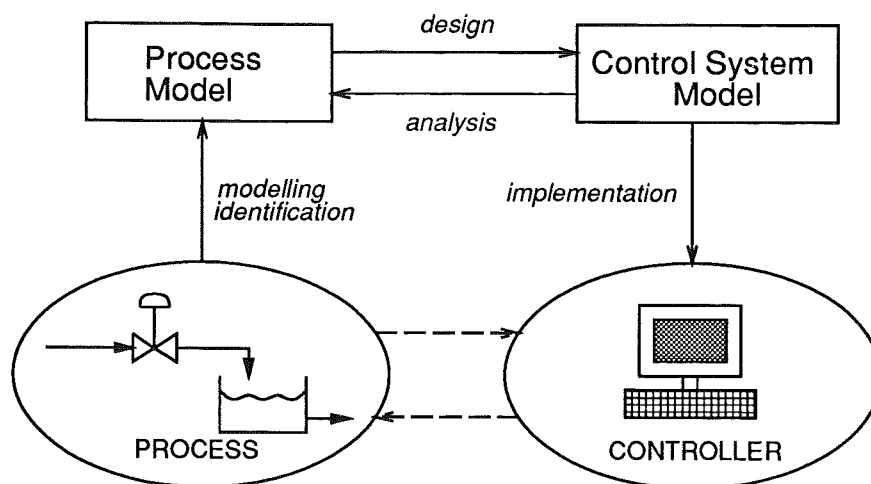 design
Process
Model
Control System
Model
analysis
modelling
identification
implementation
PROCESS
CONTROLLER